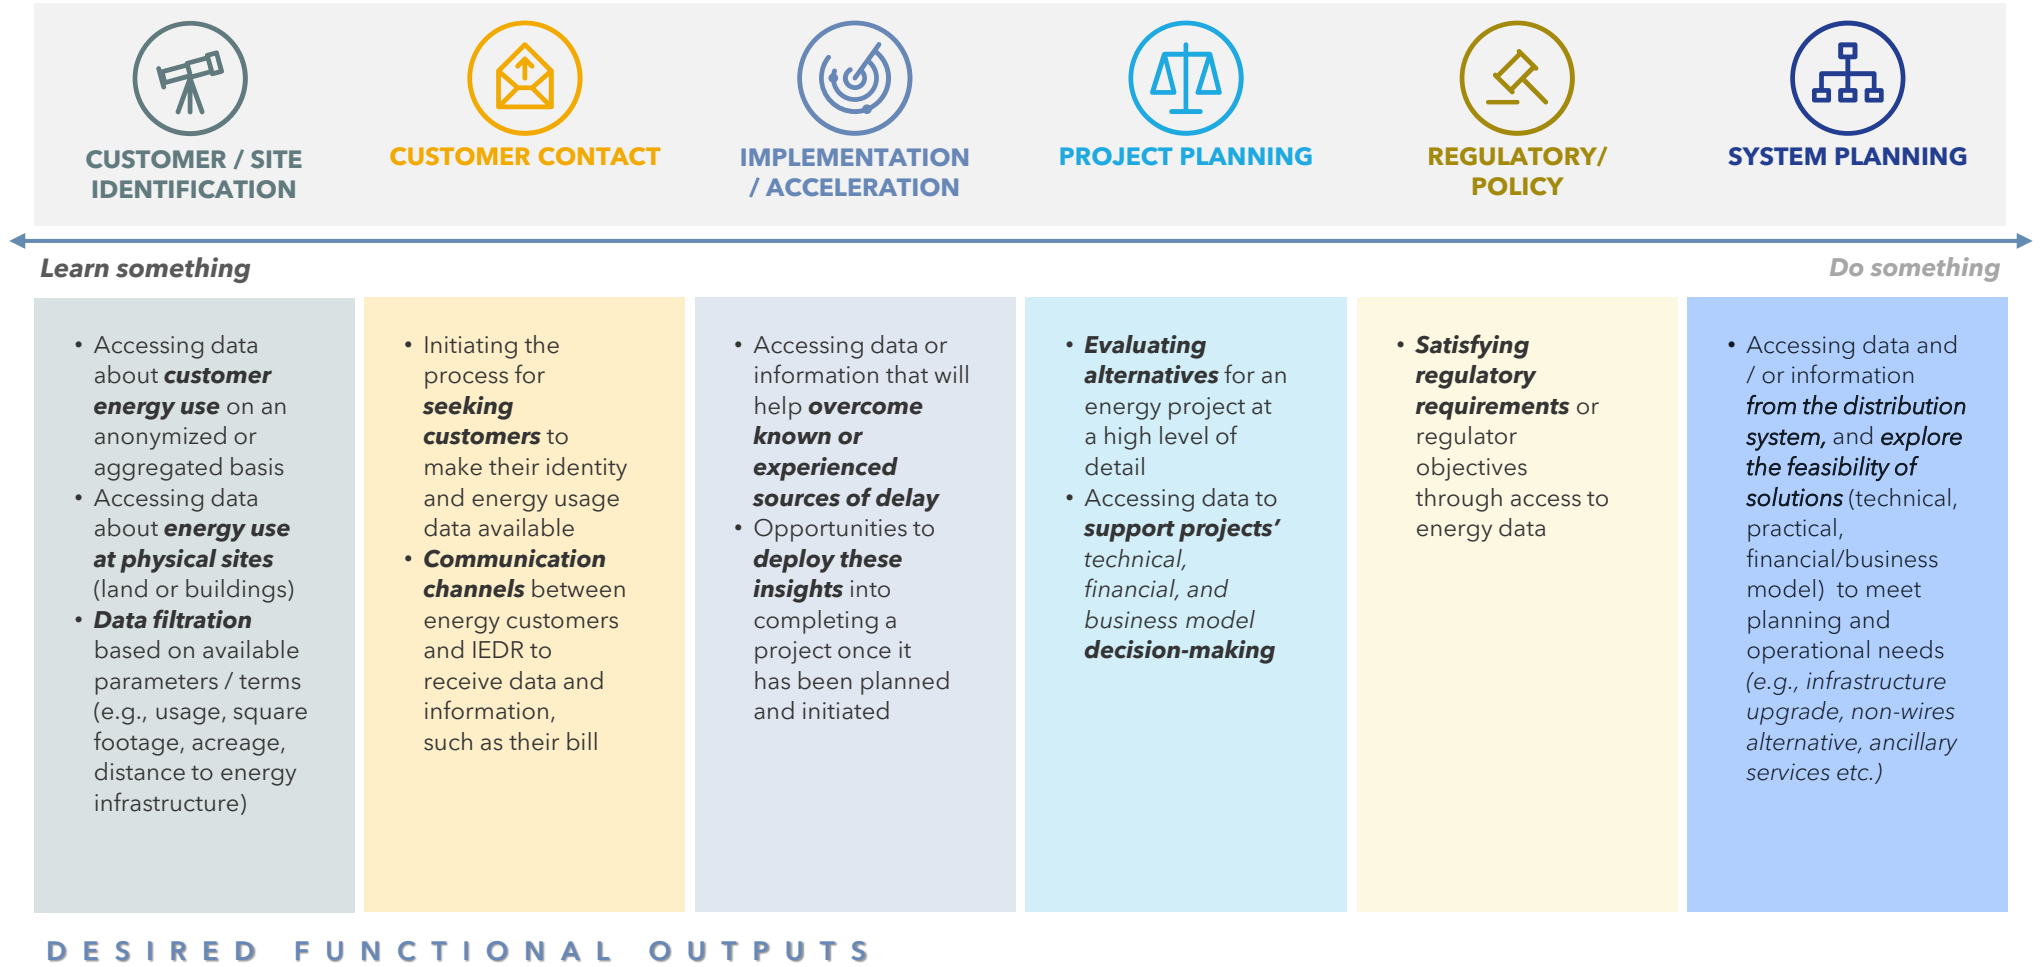 CUSTOMER / SITE
IDENTIFICATION
CUSTOMER CONTACT
IMPLEMENTATION
/ ACCELERATION
PROJECT PLANNING
REGULATORY/
POLICY
SYSTEM PLANNING
Learn something
Do something
• Accessing data
about customer
energy use on an
anonymized or
aggregated basis
• Accessing data
about energy use
at physical sites
(land or buildings)
• Data filtration
based on available
parameters / terms
(e.g., usage, square
footage, acreage,
distance to energy
infrastructure)
• Initiating the
process for
seeking
customers to
make their identity
and energy usage
data available
• Communication
channels between
energy customers
and IEDR to
receive data and
information,
such as their bill
• Accessing data or
information that will
help overcome
known or
experienced
sources of delay
• Opportunities to
deploy these
insights into
completing a
project once it
has been planned
and initiated
• Evaluating
alternatives for an
energy project at
a high level of
detail
• Accessing data to
support projects’
technical,
financial, and
business model
decision-making
• Satisfying
regulatory
requirements or
regulator
objectives
through access to
energy data
• Accessing data and
/ or information
from the distribution
system, and explore
the feasibility of
solutions (technical,
practical,
financial/business
model) to meet
planning and
operational needs
(e.g., infrastructure
upgrade, non-wires
alternative, ancillary
services etc.)
DESIRED FUNCTIONAL OUTPUTS